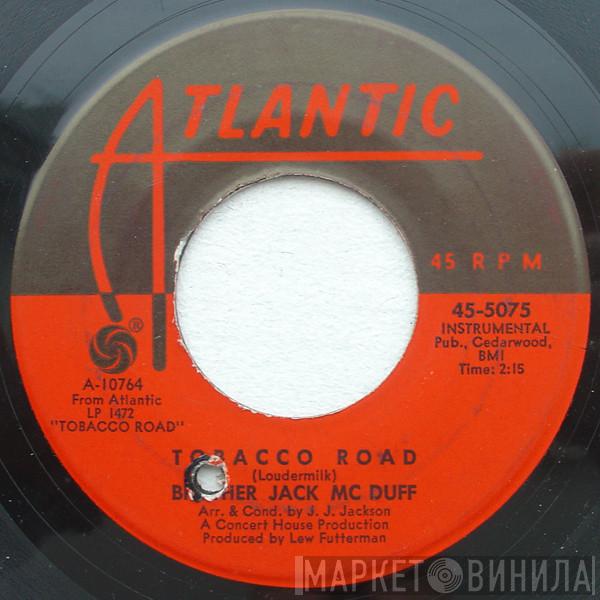 ATLANTIC
45 RPM
®
45-5075
INSTRUMENTAL
Pub., Cedarwood,
BMI
Time: 2:15
A-10764
From Atlantic
LP 1472
"TOBACCO ROAD"
TOBACCO ROAD
(Loudermilk)
BROTHER JACK MC DUFF
Arr. & Cond. by J. J. Jackson
A Concert House Production
Produced by Lew Futterman
МАРКЕТ ВИНИЛА